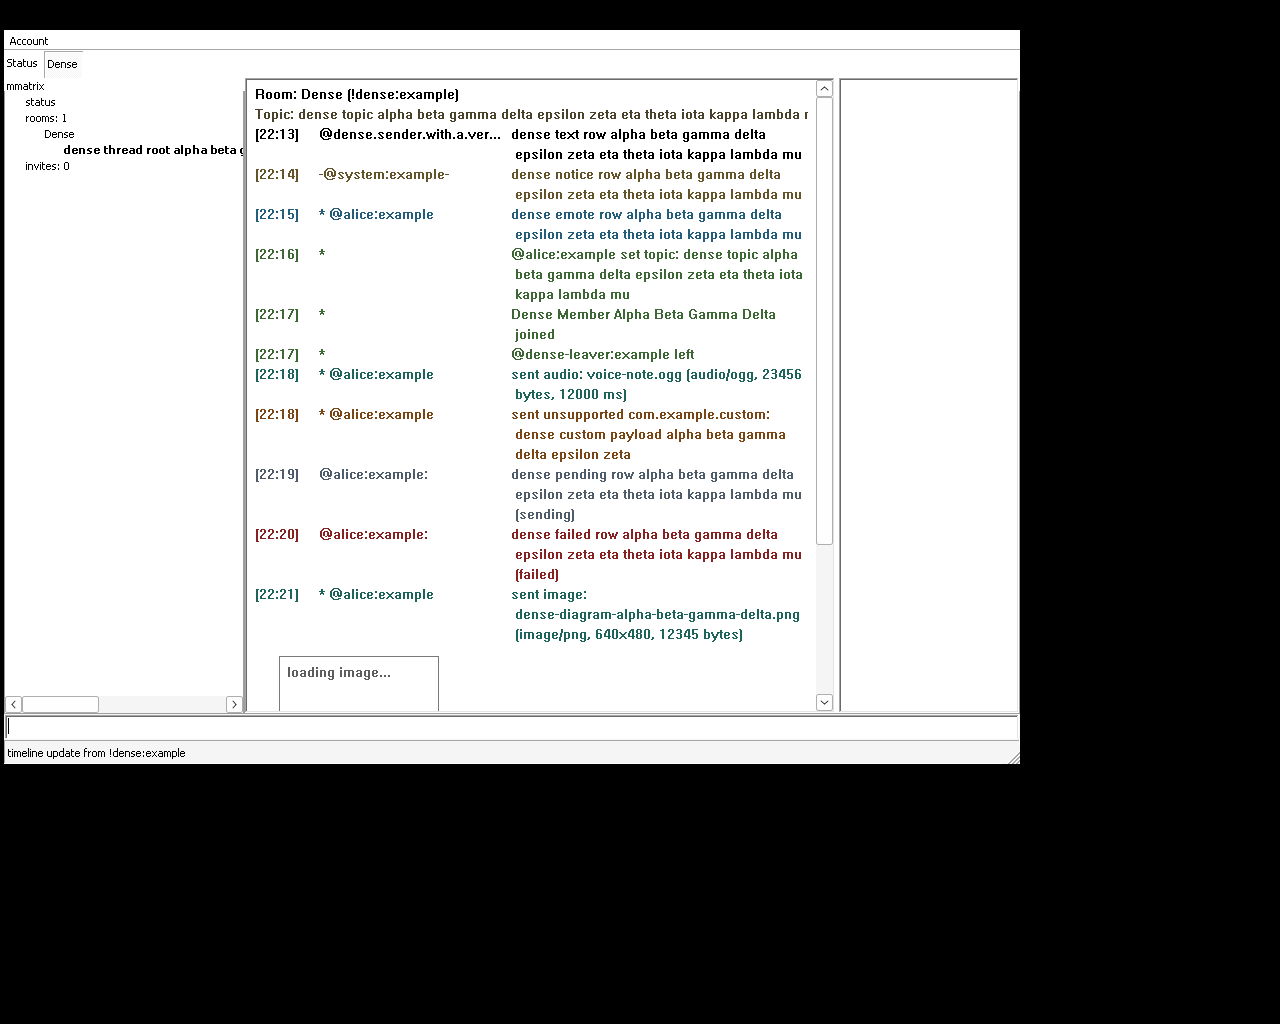 Account
Status Dense
mmatrix
status
rooms: 1
Dense
dense thread root alpha beta
invites: 0
Room: Dense (!dense:example)
Topic: dense topic alpha beta gamma delta epsilon zeta eta theta iota kappa lambda
[22:13] @dense.sender.with.a.ver... dense text row alpha beta gamma delta
epsilon zeta eta theta iota kappa lambda mu
[22:14] -@system:example- dense notice row alpha beta gamma delta
epsilon zeta eta theta iota kappa lambda mu
[22:15] * @alice:example dense emote row alpha beta gamma delta
epsilon zeta eta theta iota kappa lambda mu
[22:16] * @alice:example set topic: dense topic alpha
beta gamma delta epsilon zeta eta theta iota
kappa lambda mu
[22:17] * Dense Member Alpha Beta Gamma Delta
joined
[22:17] * @dense-leaver:example left
[22:18] * @alice:example sent audio: voice-note.ogg (audio/ogg, 23456
bytes, 12000 ms)
[22:18] * @alice:example sent unsupported com.example.custom:
dense custom payload alpha beta gamma
delta epsilon zeta
[22:19] @alice:example: dense pending row alpha beta gamma delta
epsilon zeta eta theta iota kappa lambda mu
(sending)
[22:20] @alice:example: dense failed row alpha beta gamma delta
epsilon zeta eta theta iota kappa lambda mu
(failed)
[22:21] * @alice:example sent image:
dense-diagram-alpha-beta-gamma-delta.png
(image/png, 640x480, 12345 bytes)
loading image...
timeline update from !dense:example